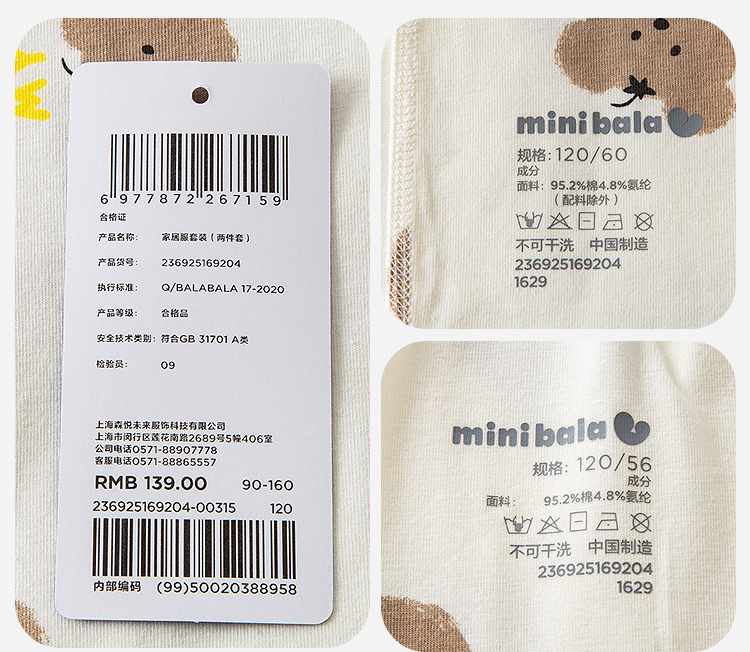 6 977872 267159
合格证
产品名称: 家居服套装（两件套）
产品货号: 236925169204
执行标准: Q/BALABALA 17-2020
产品等级: 合格品
安全技术类别: 符合GB 31701 A类
检验员: 09
上海森悦未来服饰科技有限公司
上海市闵行区莲花南路2689号5幢406室
公司电话0571-88907778
客服电话0571-88865557
RMB 139.00 90-160
236925169204-00315 120
内部编码 (99)50020388958
mini bala
规格: 120/60
成分
面料: 95.2%棉4.8%氨纶
（配料除外）
不可干洗 中国制造
236925169204
1629
mini bala
规格: 120/56
成分
面料: 95.2%棉4.8%氨纶
不可干洗 中国制造
236925169204
1629